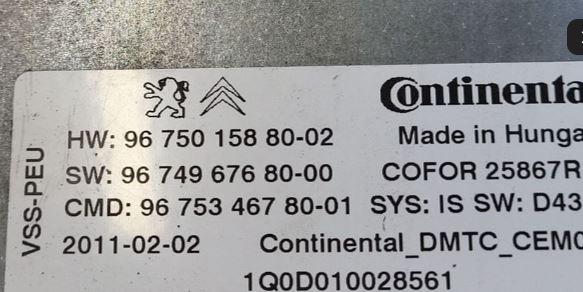 Continenta
HW: 96 750 158 80-02 Made in Hunga
SW: 96 749 676 80-00 COFOR 25867R
CMD: 96 753 467 80-01 SYS: IS SW: D43
2011-02-02 Continental_DMTC_CEM0
1Q0D010028561
VSS-PEU